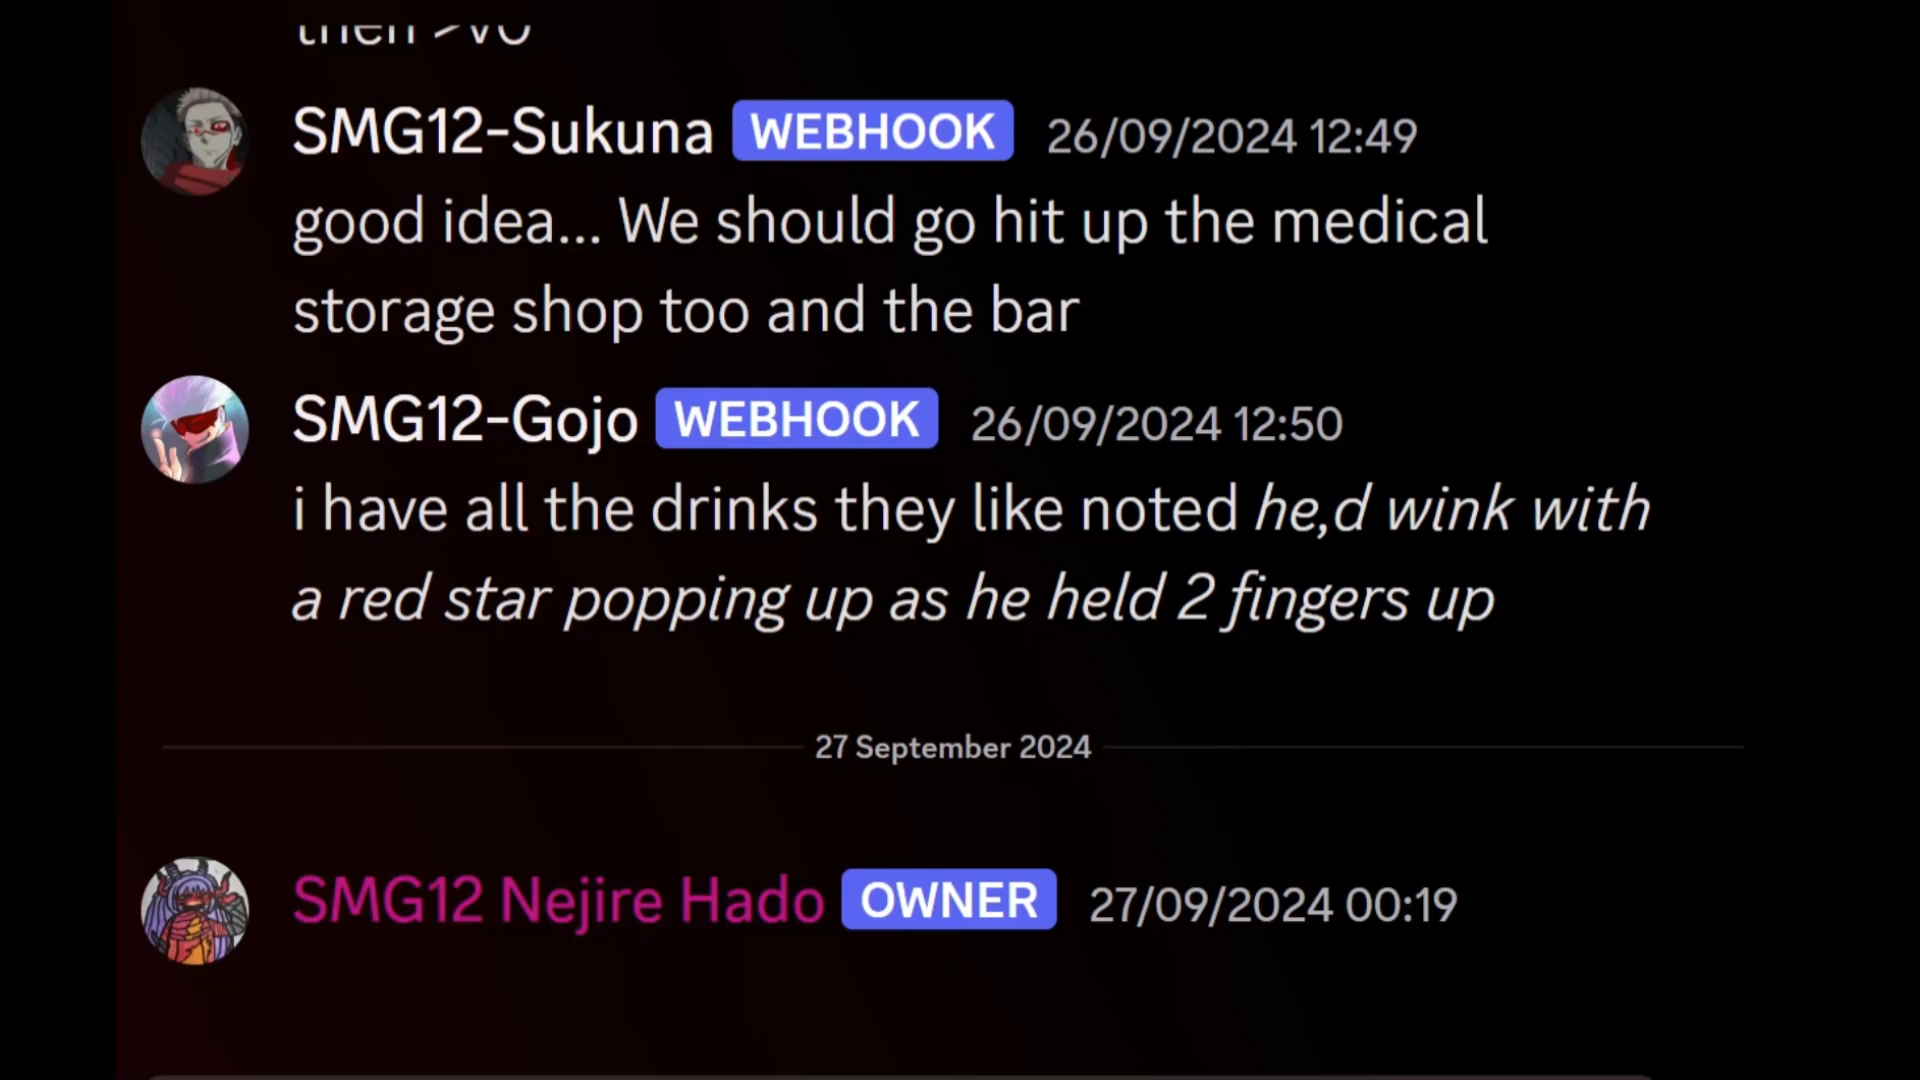 then >v0
SMG12-Sukuna WEBHOOK 26/09/2024 12:49
good idea... We should go hit up the medical
storage shop too and the bar
SMG12-Gojo WEBHOOK 26/09/2024 12:50
i have all the drinks they like noted he,d wink with
a red star popping up as he held 2 fingers up
27 September 2024
SMG12 Nejire Hado OWNER 27/09/2024 00:19